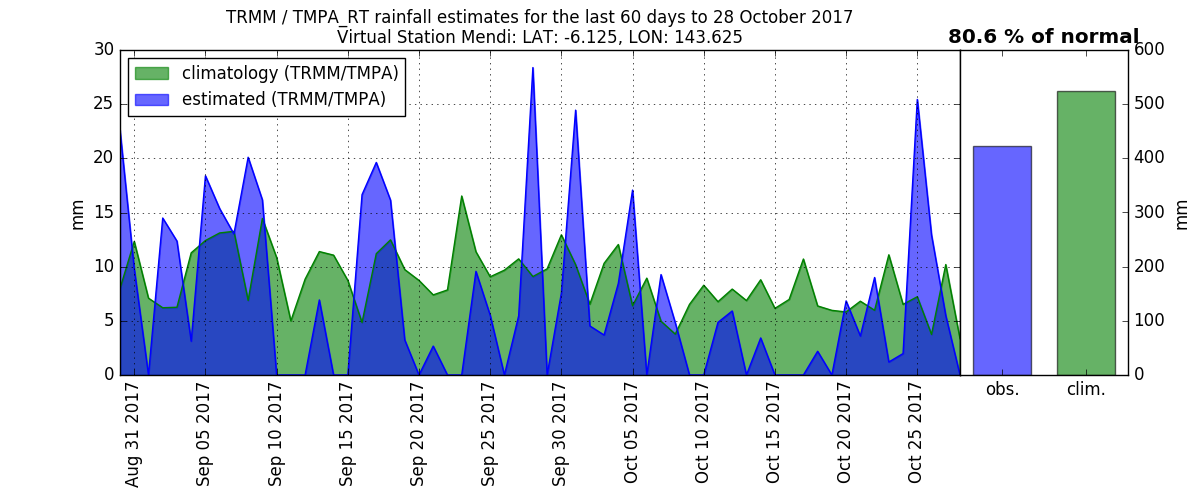 TRMM / TMPA_RT rainfall estimates for the last 60 days to 28 October 2017
Virtual Station Mendi: LAT: -6.125, LON: 143.625
80.6 % of normal
climatology (TRMM/TMPA)
estimated (TRMM/TMPA)
30
25
20
15
10
5
0
mm
600
500
400
300
200
100
0
mm
Aug 31 2017
Sep 05 2017
Sep 10 2017
Sep 15 2017
Sep 20 2017
Sep 25 2017
Sep 30 2017
Oct 05 2017
Oct 10 2017
Oct 15 2017
Oct 20 2017
Oct 25 2017
obs.
clim.